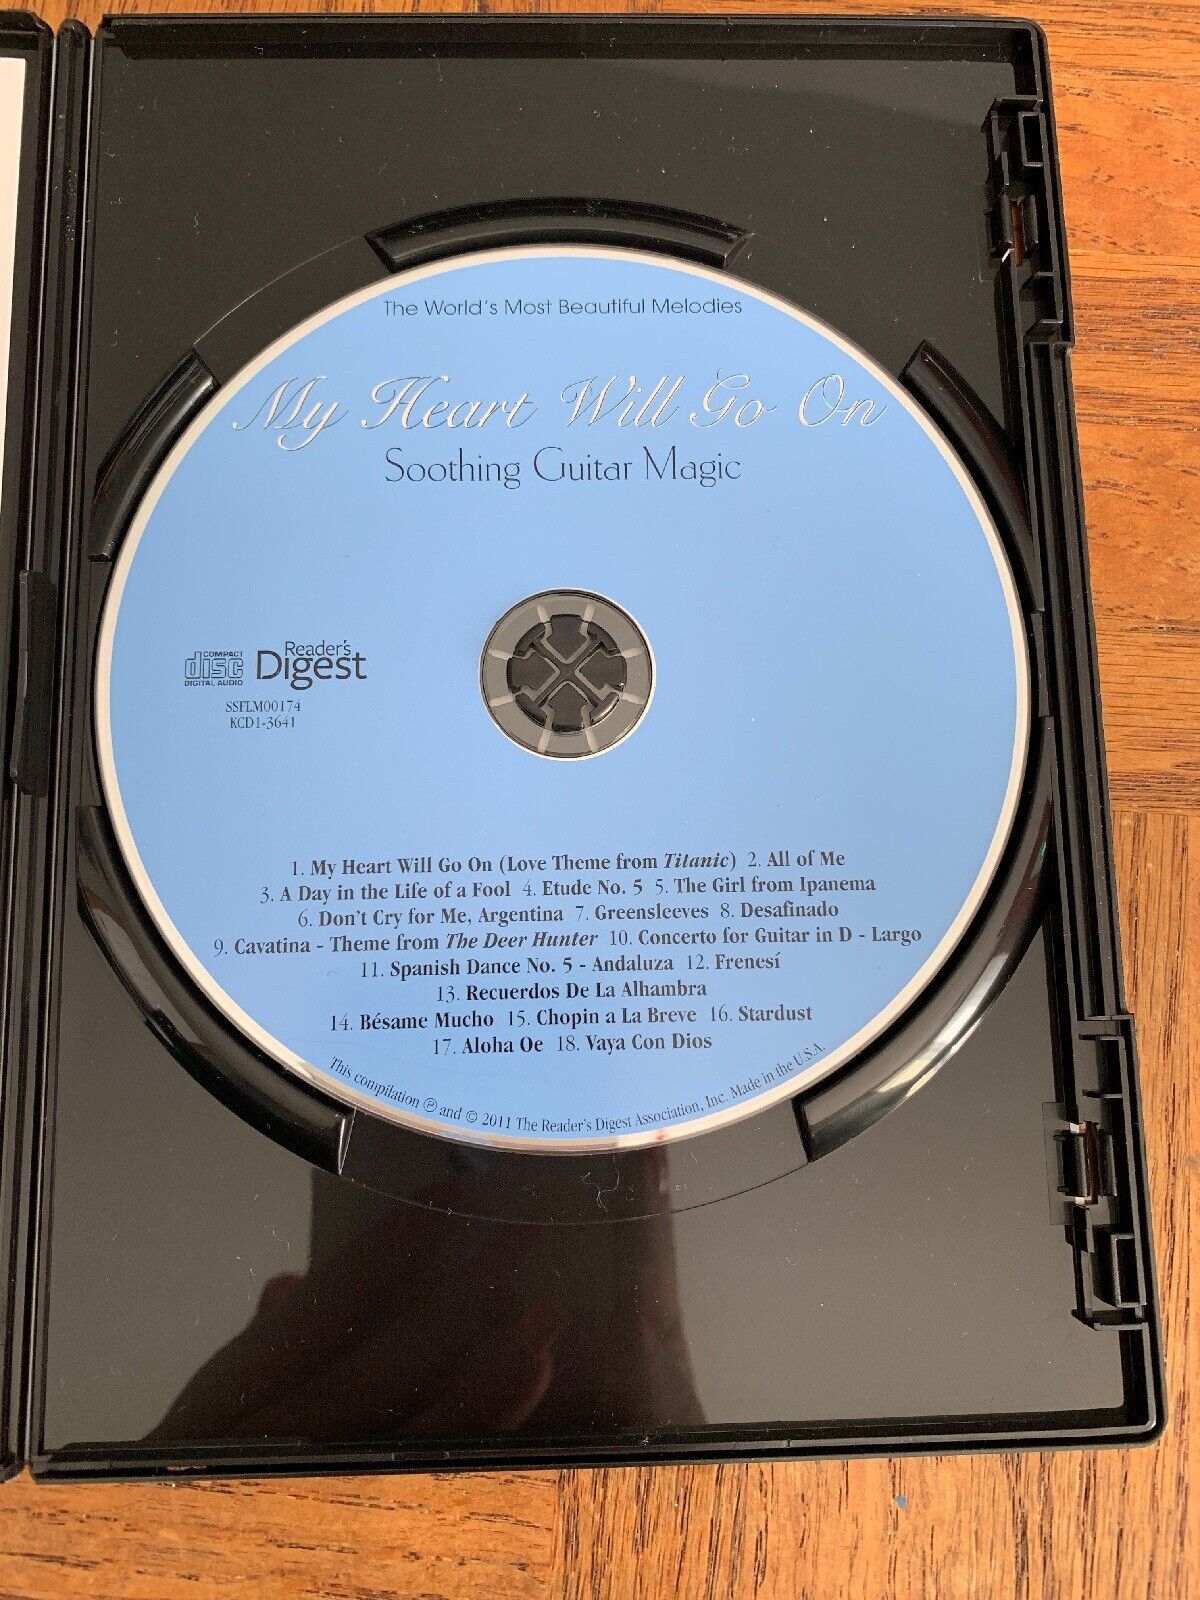 The World's Most Beautiful Melodies
My Heart Will Go On
Soothing Guitar Magic
COMPACT
disc
DIGITAL AUDIO
Reader's
Digest
SSFLM00174
KCD1-3641
1. My Heart Will Go On (Love Theme from Titanic) 2. All of Me
3. A Day in the Life of a Fool 4. Etude No. 5 5. The Girl from Ipanema
6. Don't Cry for Me, Argentina 7. Greensleeves 8. Desafinado
9. Cavatina - Theme from The Deer Hunter 10. Concerto for Guitar in D - Largo
11. Spanish Dance No. 5 - Andaluza 12. Frenesí
13. Recuerdos De La Alhambra
14. Bésame Mucho 15. Chopin a La Breve 16. Stardust
17. Aloha Oe 18. Vaya Con Dios
This compilation ℗ and © 2011 The Reader's Digest Association, Inc. Made in the U.S.A.